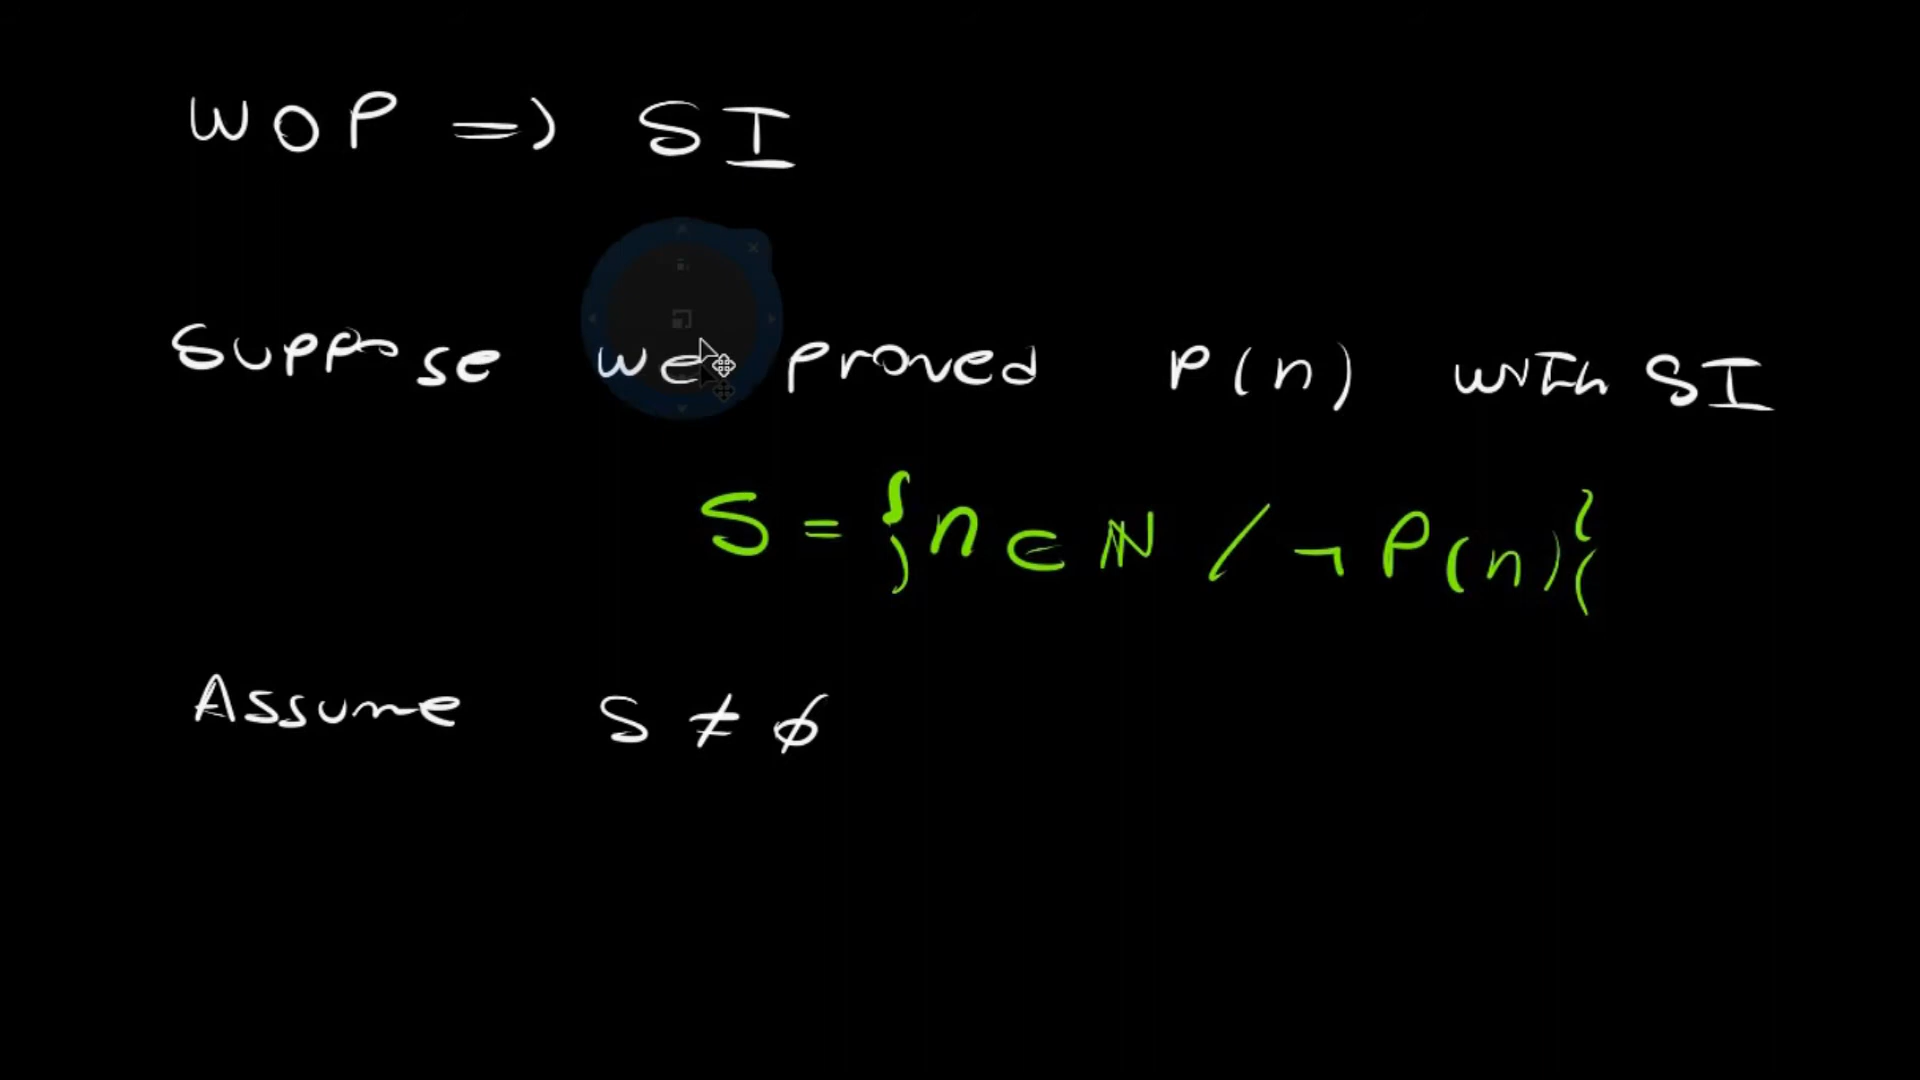 WOP => SI
Suppose we proved P(n) with SI
S = {n ∈ ℕ / ¬ P(n)}
Assume S ≠ ϕ